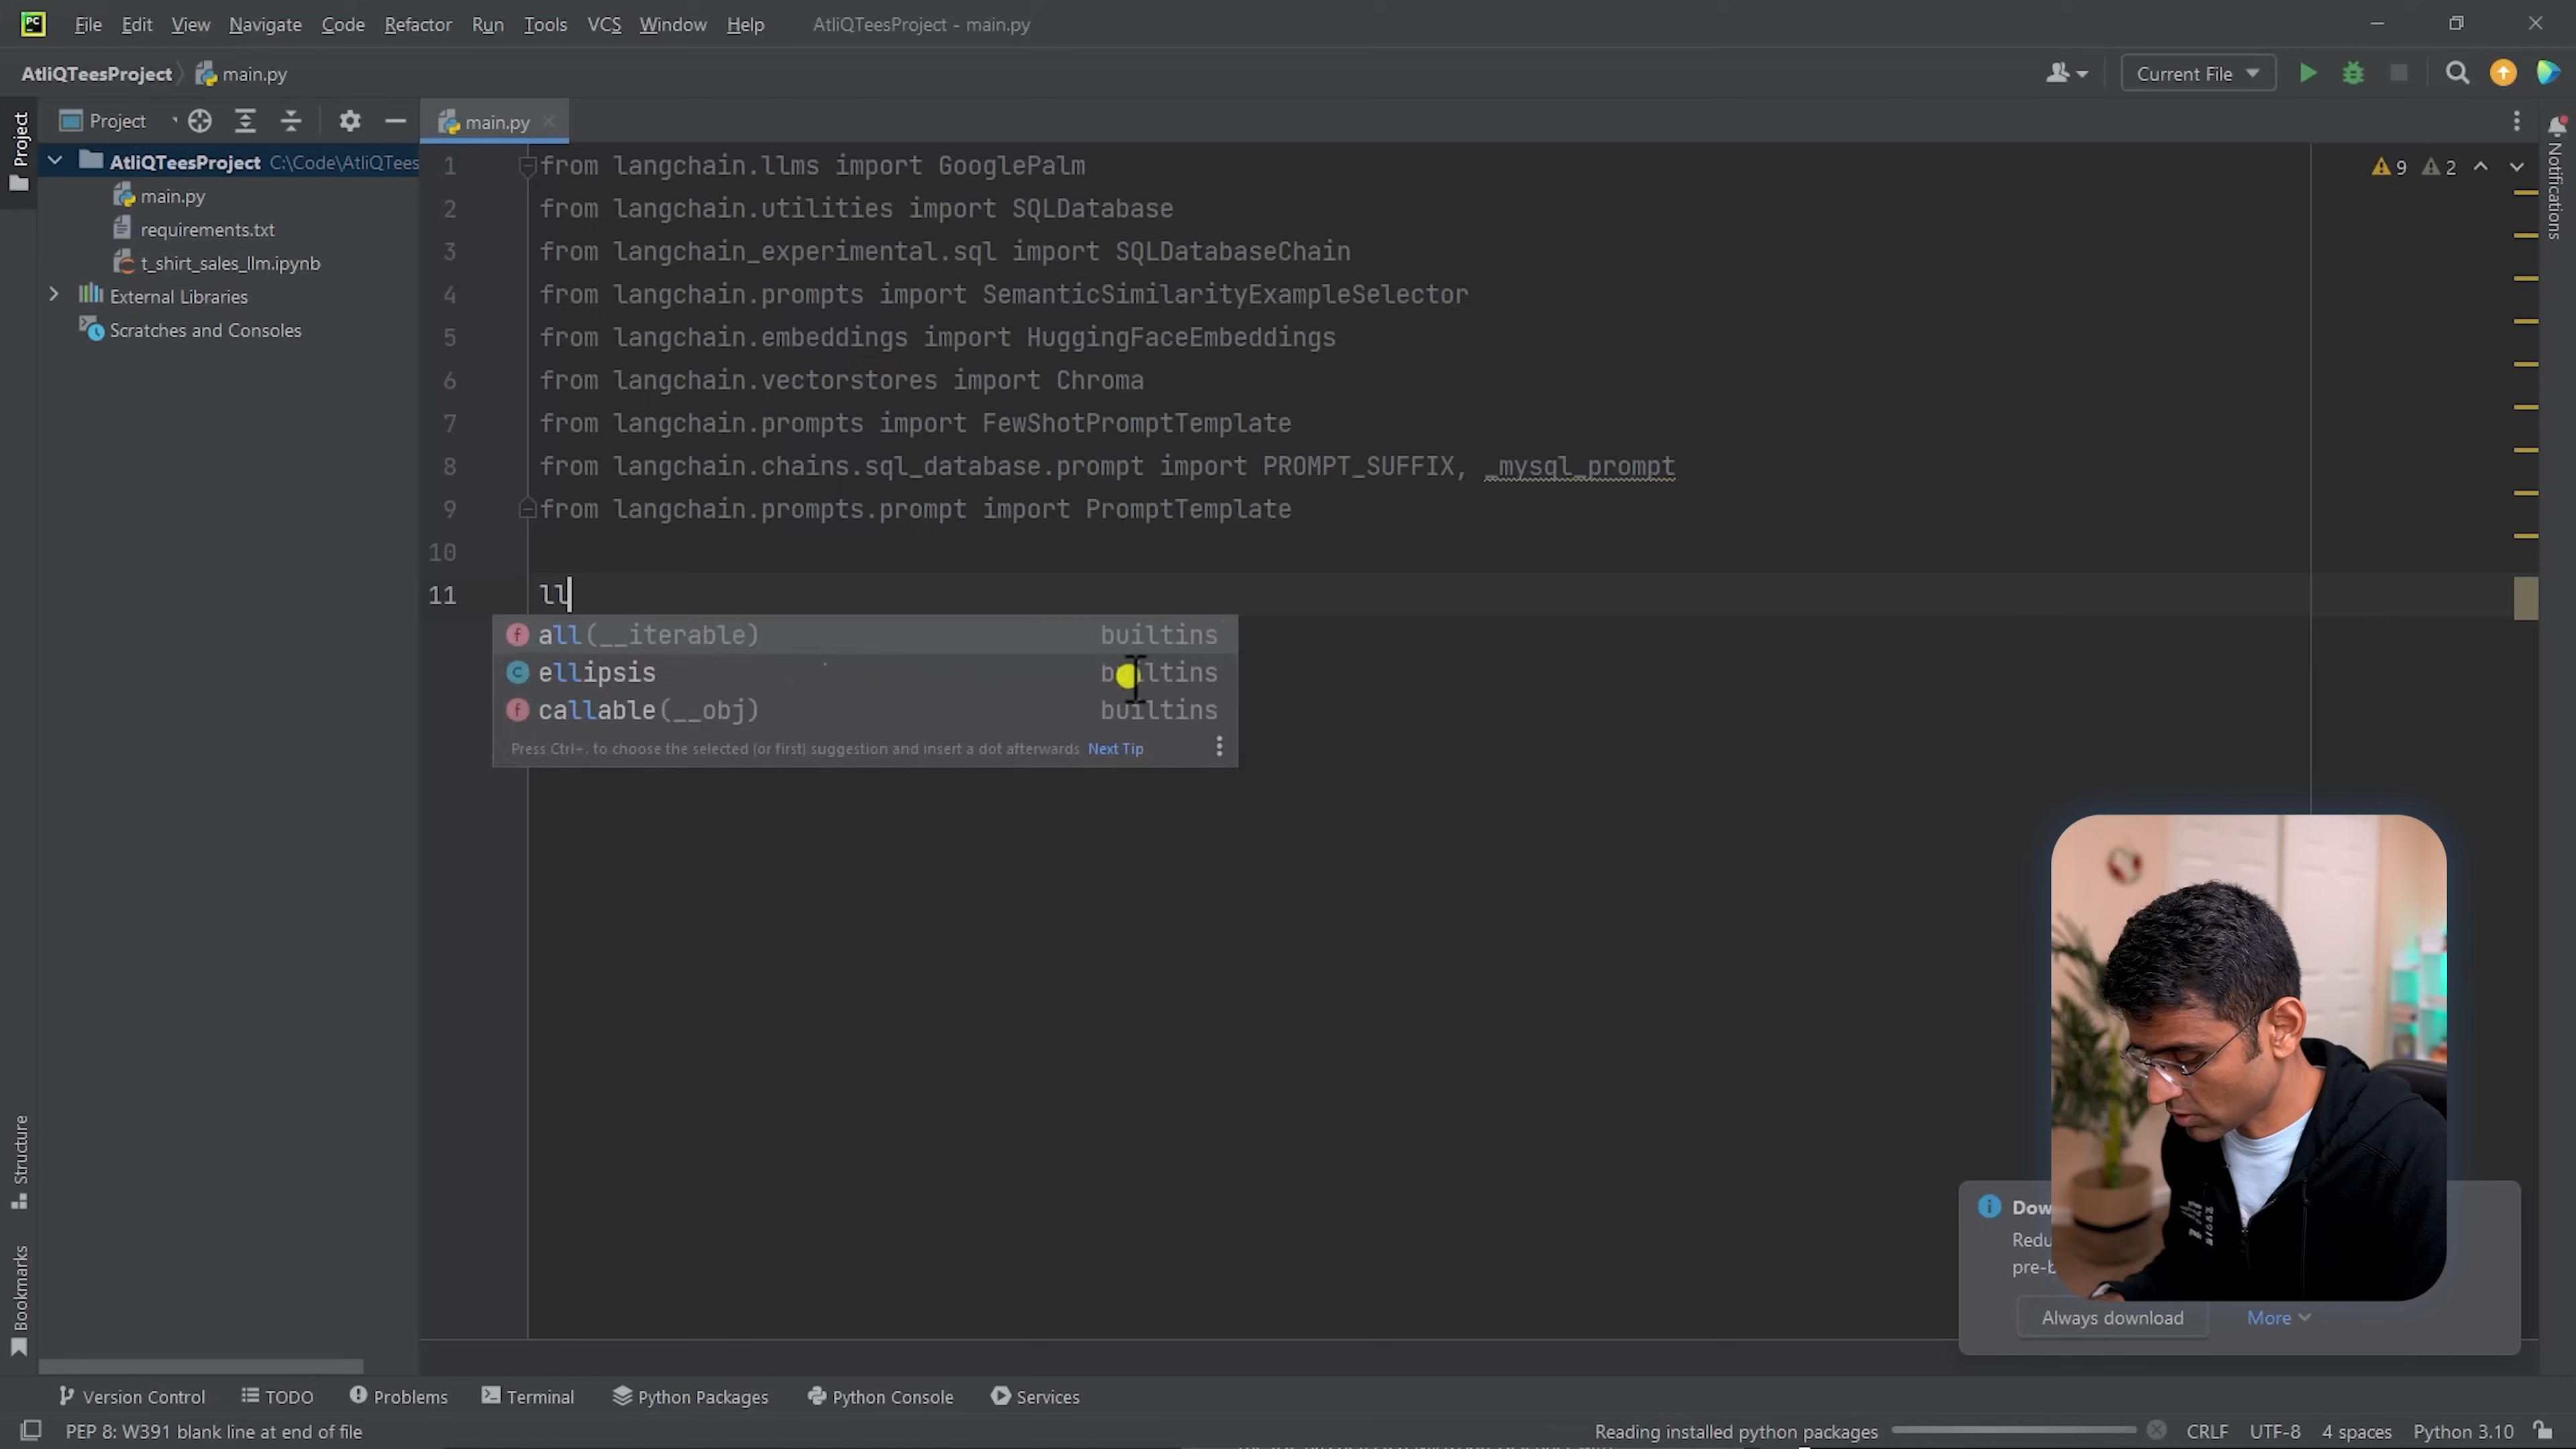 File Edit View Navigate Code Refactor Run Tools VCS Window Help AtliQTeesProject - main.py
AtliQTeesProject main.py
Current File
Project
main.py
AtliQTeesProject C:\Code\AtliQTees
main.py
requirements.txt
t_shirt_sales_llm.ipynb
External Libraries
Scratches and Consoles
Project
Structure
Bookmarks
Notifications
9 2
1 from langchain.llms import GooglePalm
2 from langchain.utilities import SQLDatabase
3 from langchain_experimental.sql import SQLDatabaseChain
4 from langchain.prompts import SemanticSimilarityExampleSelector
5 from langchain.embeddings import HuggingFaceEmbeddings
6 from langchain.vectorstores import Chroma
7 from langchain.prompts import FewShotPromptTemplate
8 from langchain.chains.sql_database.prompt import PROMPT_SUFFIX, _mysql_prompt
9 from langchain.prompts.prompt import PromptTemplate
10
11 ll
all(__iterable) builtins
ellipsis builtins
callable(__obj) builtins
Press Ctrl+. to choose the selected (or first) suggestion and insert a dot afterwards Next Tip
Always download More
Version Control TODO Problems Terminal Python Packages Python Console Services
PEP 8: W391 blank line at end of file
Reading installed python packages CRLF UTF-8 4 spaces Python 3.10